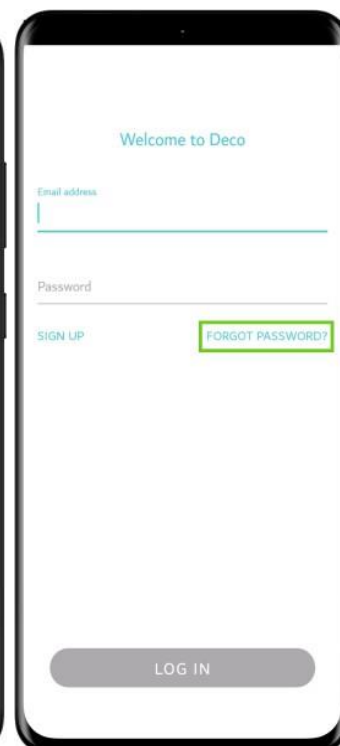 Welcome to Deco
Email address
Password
SIGN UP
FORGOT PASSWORD?
LOG IN